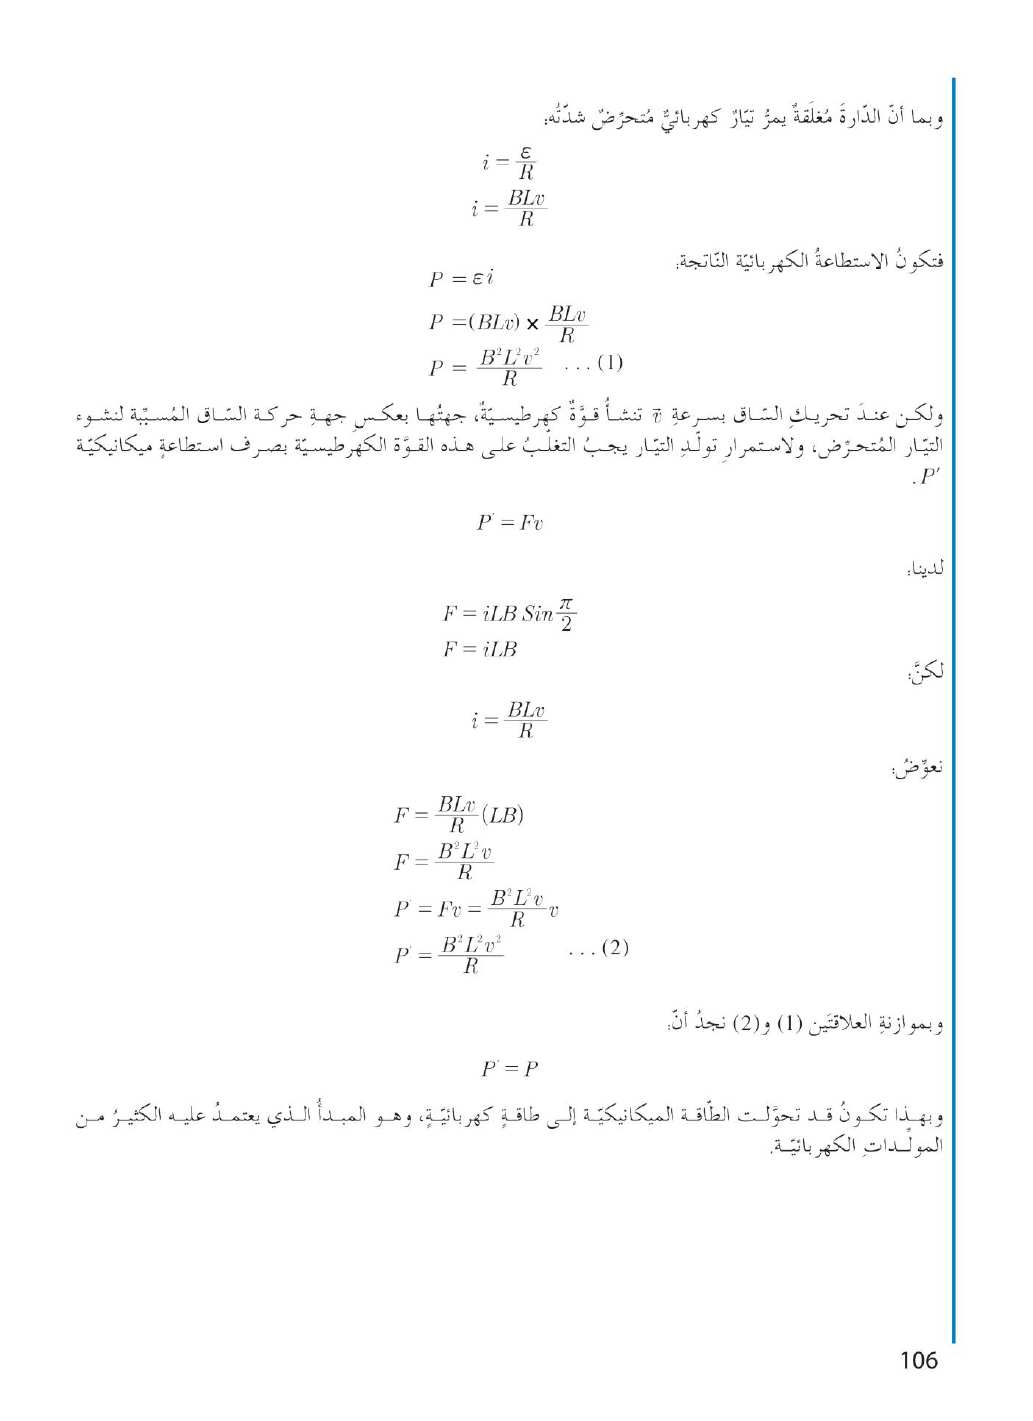 وبما أنّ الدّارةَ مُغلَقةٌ يمرُّ تيّارٌ كهربائيٌّ مُتحرِّضٌ شدّتُه:
i = ε/R
i = BLv/R
فتكونُ الاستطاعةُ الكهربائيّة النّاتجة:
P = εi
P =(BLv) × BLv/R
P = B²L²v²/R ...(1)
ولكن عندَ تحريكِ السّاق بسرعةِ v⃗ تنشأُ قوَّةٌ كهرطيسيّةٌ، جهتُها بعكسِ جهةِ حركة السّاق المُسبِّبة لنشوء
التيّار المُتحرِّض، ولاستمرارِ تولّدِ التيّار يجبُ التغلّبُ على هذه القوَّة الكهرطيسيّة بصرف استطاعةٍ ميكانيكيّة
P′ .
P′ = Fv
لدينا:
F = iLB Sin π/2
F = iLB
لكنَّ:
i = BLv/R
نعوِّضُ:
F = BLv/R (LB)
F = B²L²v/R
P′ = Fv = B²L²v/R v
P′ = B²L²v²/R ...(2)
وبموازنةِ العلاقتَين (1) و(2) نجدُ أنّ:
P′ = P
وبهذا تكونُ قد تحوَّلت الطّاقة الميكانيكيّة إلى طاقةٍ كهربائيّةٍ، وهو المبدأُ الذي يعتمدُ عليه الكثيرُ من
المولّداتِ الكهربائيّة.
106